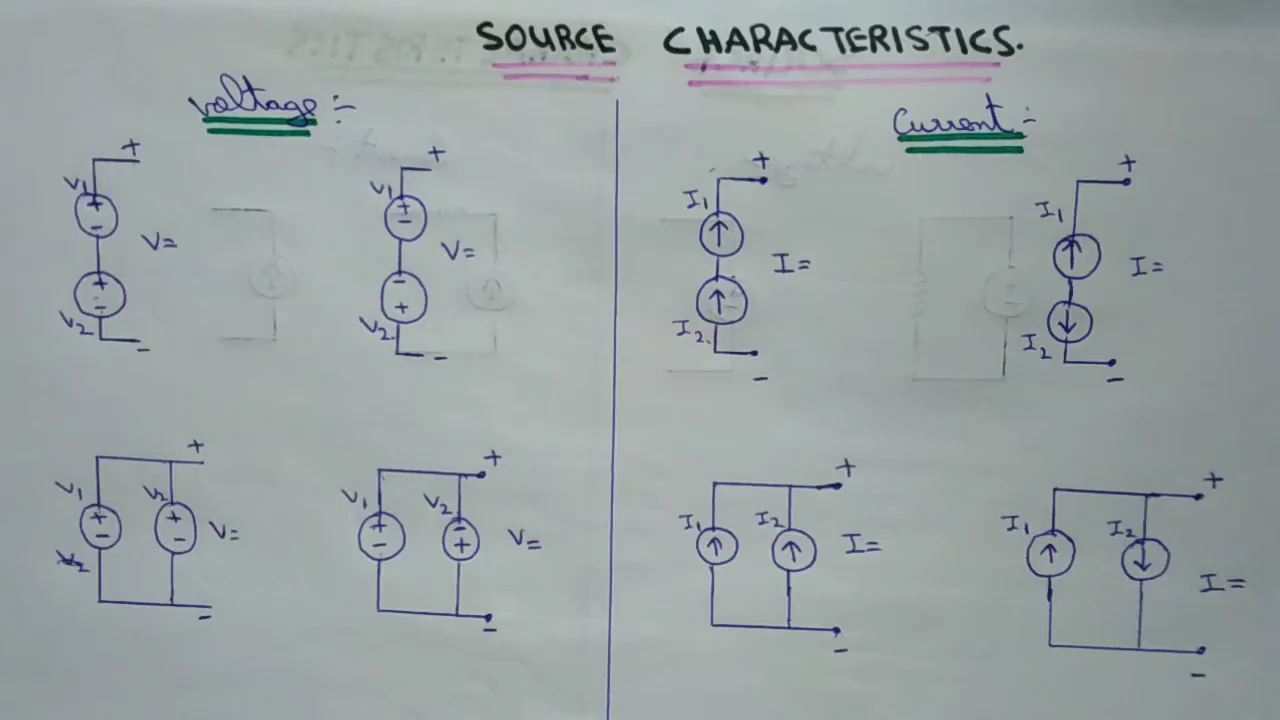 SOURCE CHARACTERISTICS.
Voltage :-
Current :-
+
V1
+
-
V=
+
-
V2
-
+
V1
+
-
V=
-
+
V2
-
+
I1
I=
I2
-
+
I1
I=
I2
-
+
V1
+
-
V2
+
-
V=
-
+
V1
+
-
V2
-
+
V=
-
+
I1
I2
I=
-
+
I1
I2
I=
-